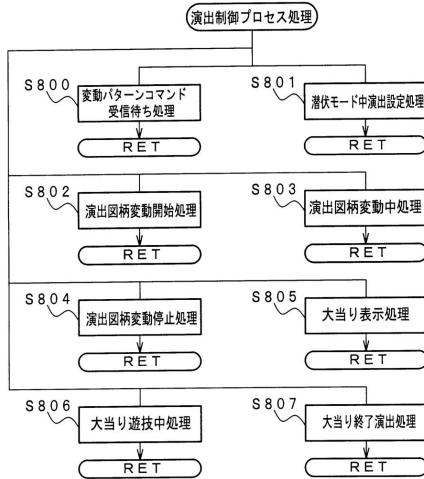 演出制御プロセス処理
S800
変動パターンコマンド
受信待ち処理
RET
S801
潜伏モード中演出設定処理
RET
S802
演出図柄変動開始処理
RET
S803
演出図柄変動中処理
RET
S804
演出図柄変動停止処理
RET
S805
大当り表示処理
RET
S806
大当り遊技中処理
RET
S807
大当り終了演出処理
RET